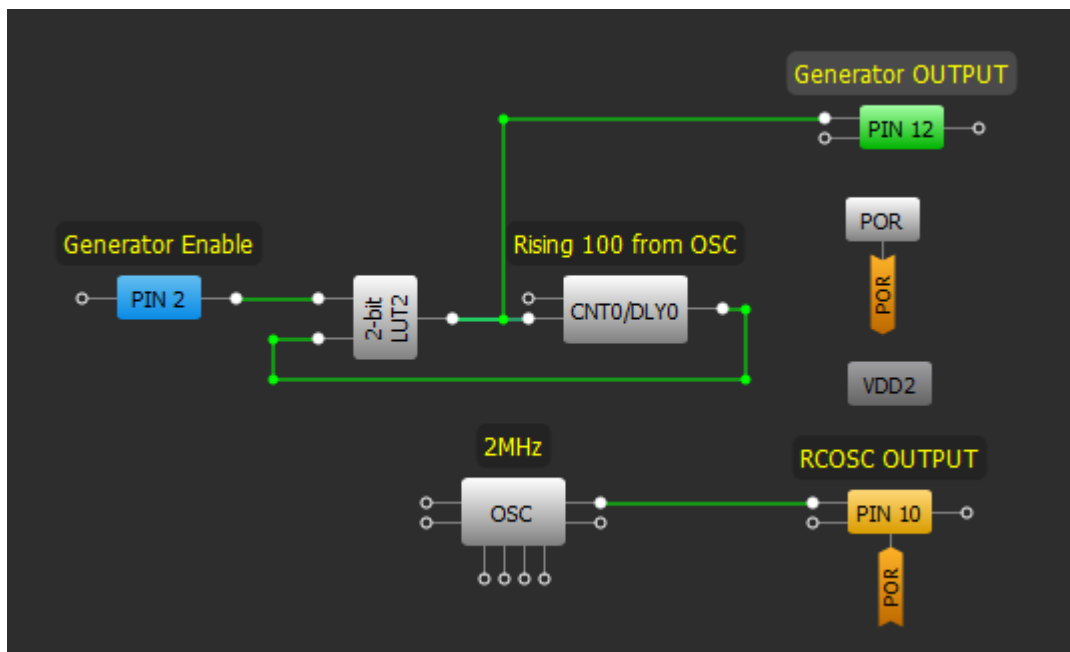 Generator OUTPUT
PIN 12
POR
POR
Generator Enable
PIN 2
2-bit
LUT2
Rising 100 from OSC
CNT0/DLY0
VDD2
2MHz
OSC
RCOSC OUTPUT
PIN 10
POR